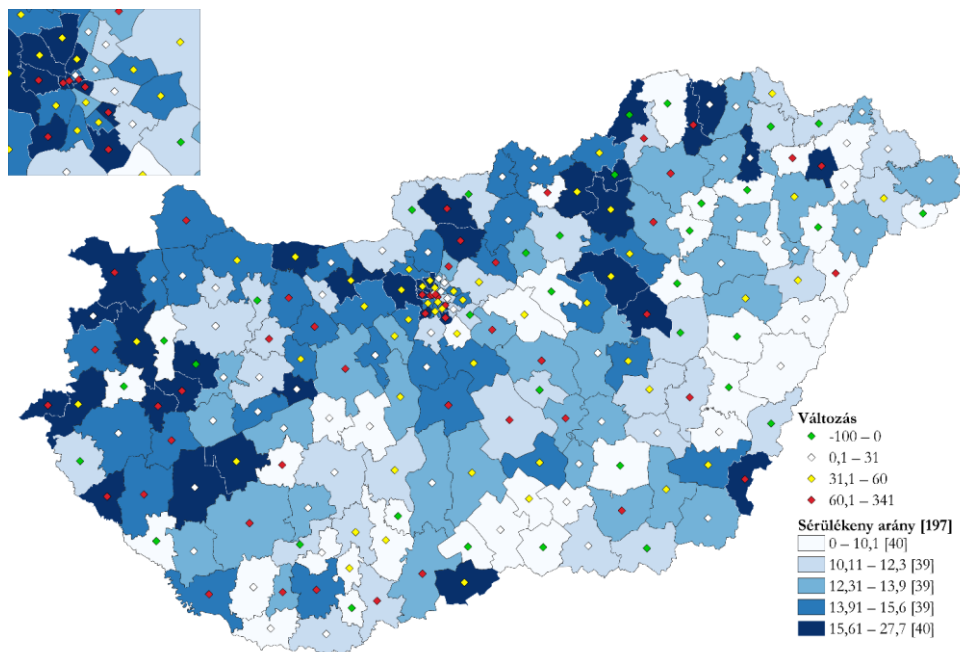 Változás
-100 – 0
0,1 – 31
31,1 – 60
60,1 – 341
Sérülékeny arány [197]
0 – 10,1 [40]
10,11 – 12,3 [39]
12,31 – 13,9 [39]
13,91 – 15,6 [39]
15,61 – 27,7 [40]